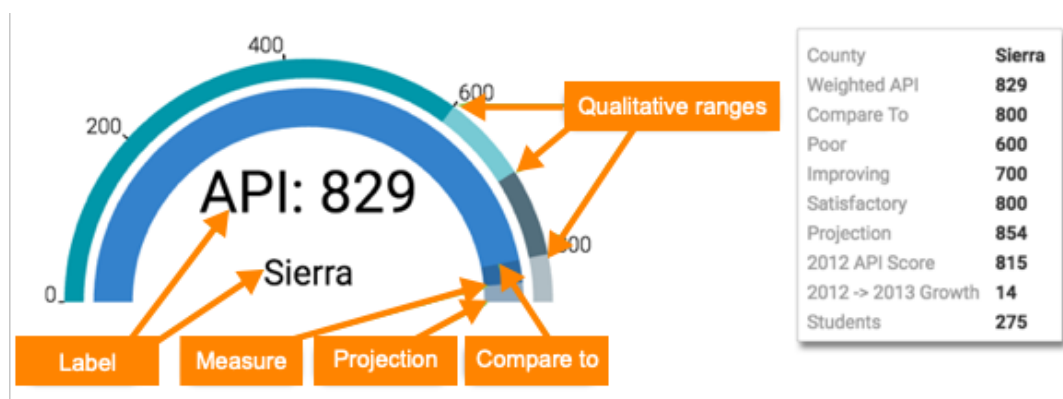 400
600
200
Qualitative ranges
API: 829
Sierra
0
Label
Measure
Projection
Compare to
County Sierra
Weighted API 829
Compare To 800
Poor 600
Improving 700
Satisfactory 800
Projection 854
2012 API Score 815
2012 -> 2013 Growth 14
Students 275